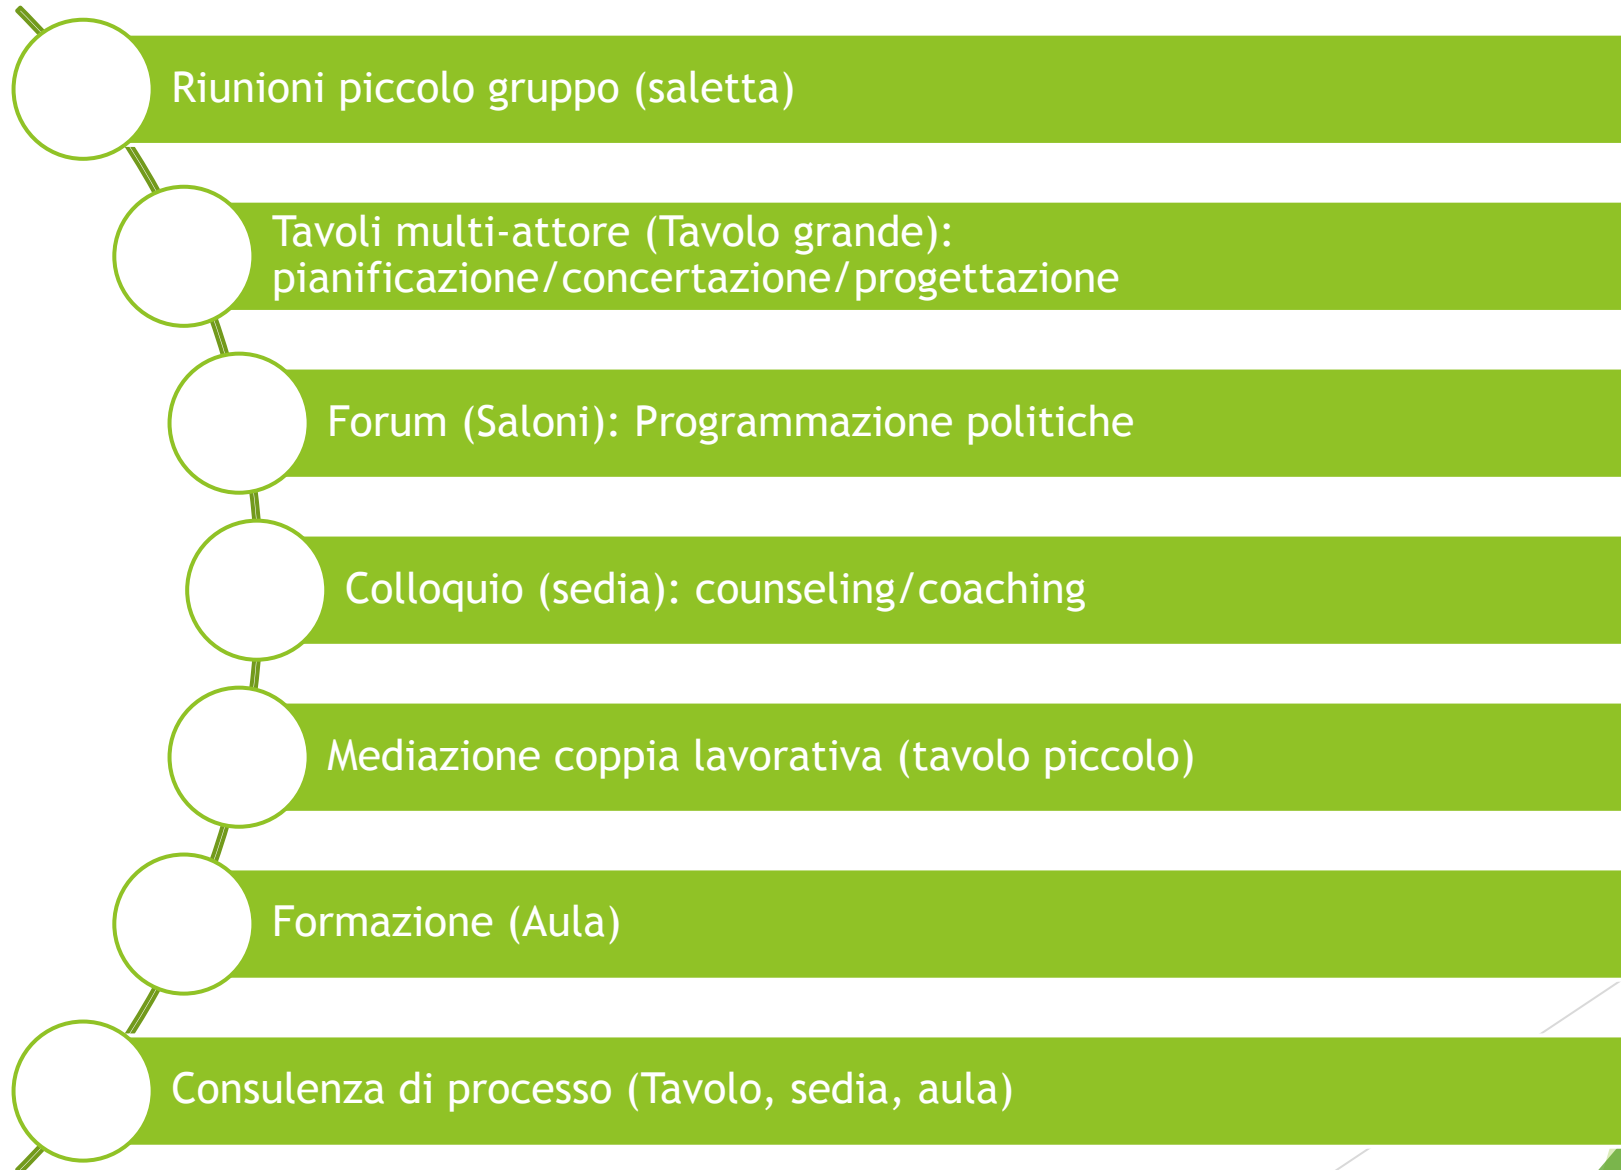 Riunioni piccolo gruppo (saletta)
Tavoli multi-attore (Tavolo grande):
pianificazione/concertazione/progettazione
Forum (Saloni): Programmazione politiche
Colloquio (sedia): counseling/coaching
Mediazione coppia lavorativa (tavolo piccolo)
Formazione (Aula)
Consulenza di processo (Tavolo, sedia, aula)